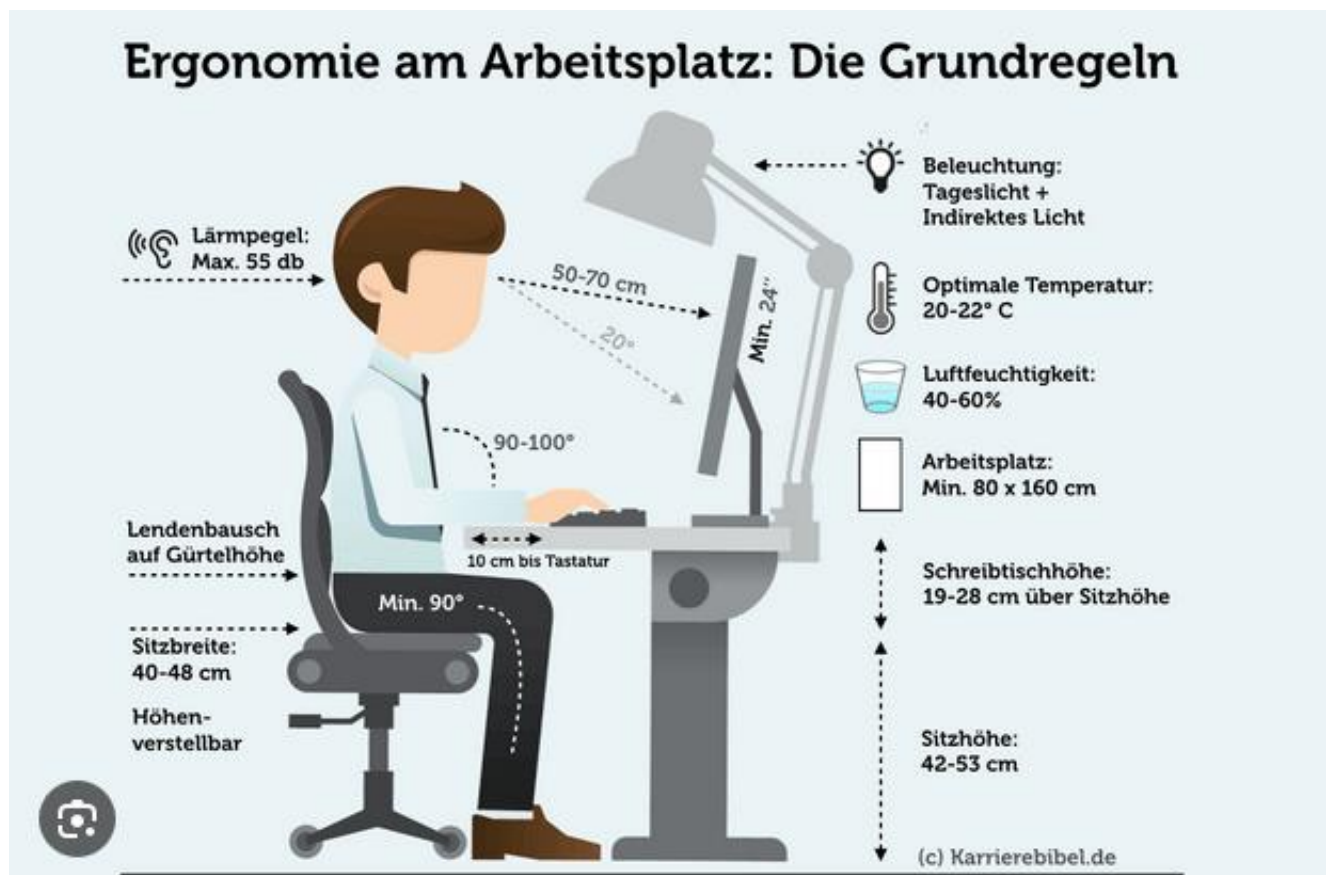 Ergonomie am Arbeitsplatz: Die Grundregeln
Lärmpegel:
Max. 55 db
50-70 cm
20°
Min. 24"
90-100°
10 cm bis Tastatur
Lendenbausch
auf Gürtelhöhe
Min. 90°
Sitzbreite:
40-48 cm
Höhen-
verstellbar
Beleuchtung:
Tageslicht +
Indirektes Licht
Optimale Temperatur:
20-22° C
Luftfeuchtigkeit:
40-60%
Arbeitsplatz:
Min. 80 x 160 cm
Schreibtischhöhe:
19-28 cm über Sitzhöhe
Sitzhöhe:
42-53 cm
(c) Karrierebibel.de